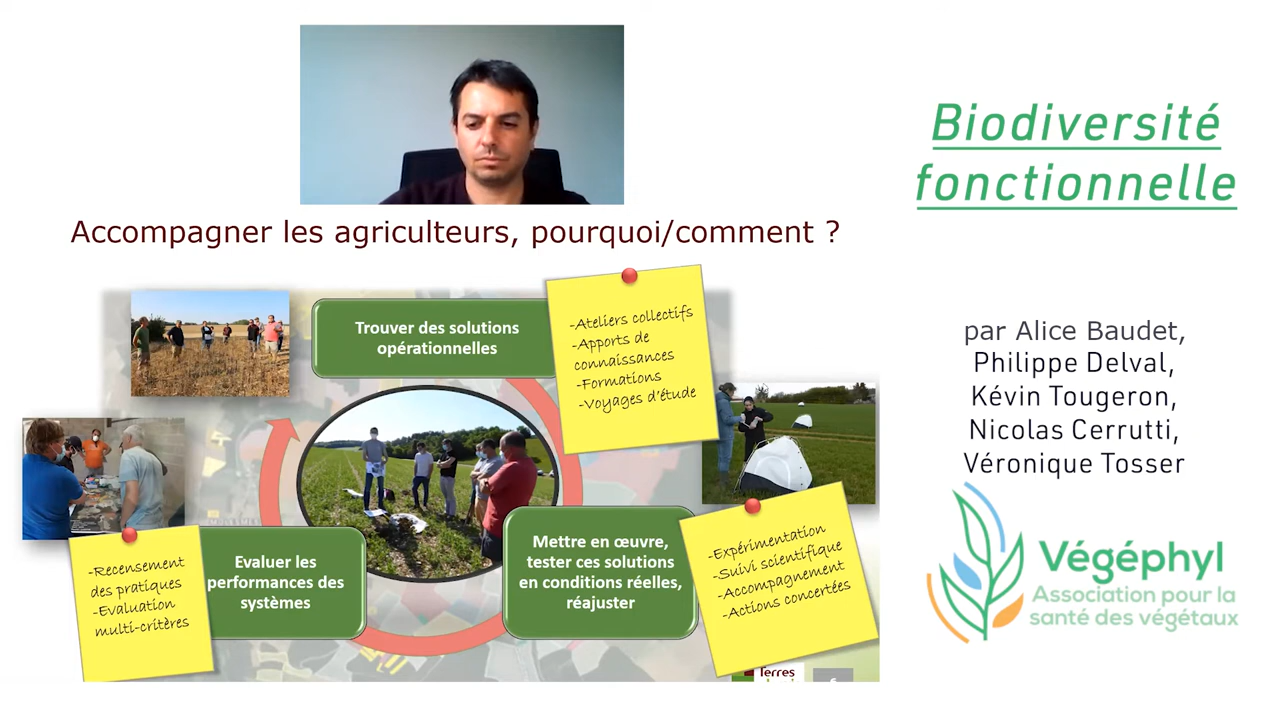 Biodiversité
fonctionnelle
Accompagner les agriculteurs, pourquoi/comment ?
Trouver des solutions
opérationnelles
-Ateliers collectifs
-Apports de
connaissances
-Formations
-Voyages d'étude
Mettre en œuvre,
tester ces solutions
en conditions réelles,
réajuster
-Expérimentation
-Suivi scientifique
-Accompagnement
-Actions concertées
Evaluer les
performances des
systèmes
-Recensement
des pratiques
-Evaluation
multi-critères
Terres
par Alice Baudet,
Philippe Delval,
Kévin Tougeron,
Nicolas Cerrutti,
Véronique Tosser
Végéphyl
Association pour la
santé des végétaux